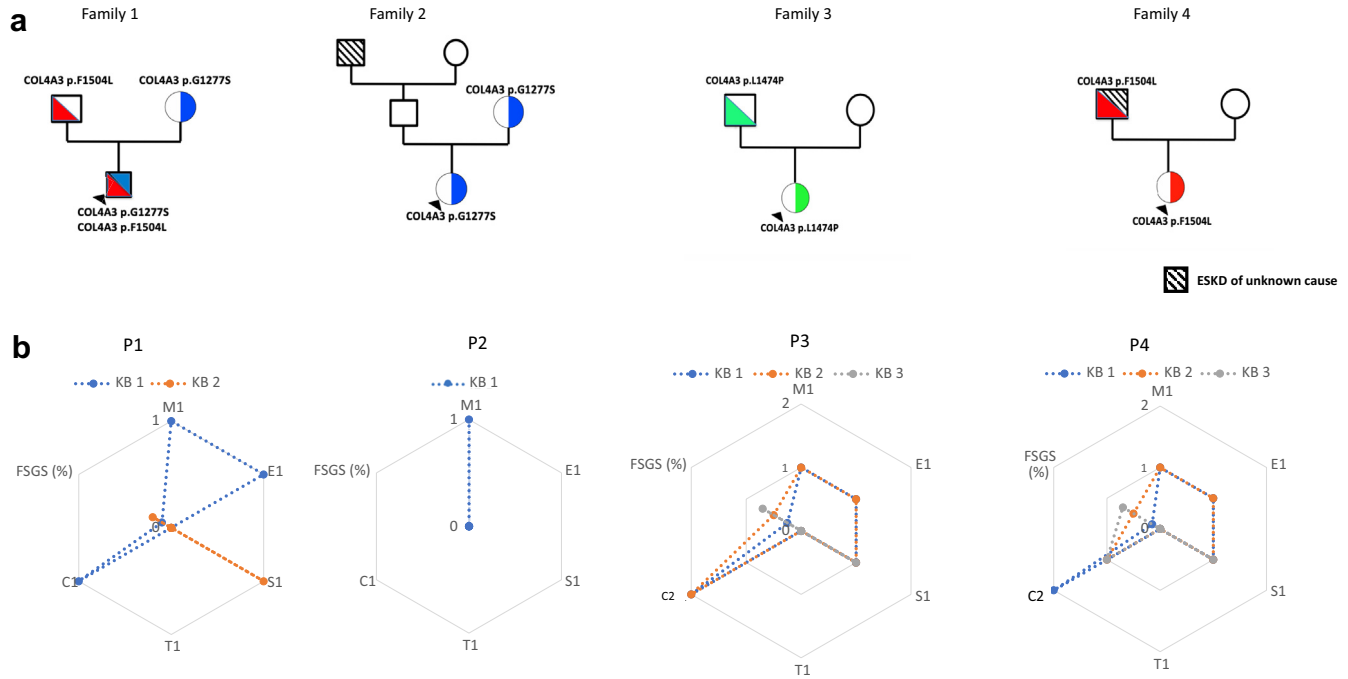 a
Family 1
Family 2
Family 3
Family 4
COL4A3 p.F1504L
COL4A3 p.G1277S
COL4A3 p.G1277S
COL4A3 p.F1504L
COL4A3 p.G1277S
COL4A3 p.G1277S
COL4A3 p.L1474P
COL4A3 p.L1474P
COL4A3 p.F1504L
COL4A3 p.F1504L
ESKD of unknown cause
b
P1
KB 1 KB 2
M1
1
FSGS (%)
E1
0
C1
S1
T1
P2
KB 1
M1
1
FSGS (%)
E1
0
C1
S1
T1
P3
KB 1 KB 2 KB 3
M1
2
FSGS (%)
E1
1
0
C2
S1
T1
P4
KB 1 KB 2 KB 3
M1
2
FSGS
(%)
E1
1
0
C2
S1
T1